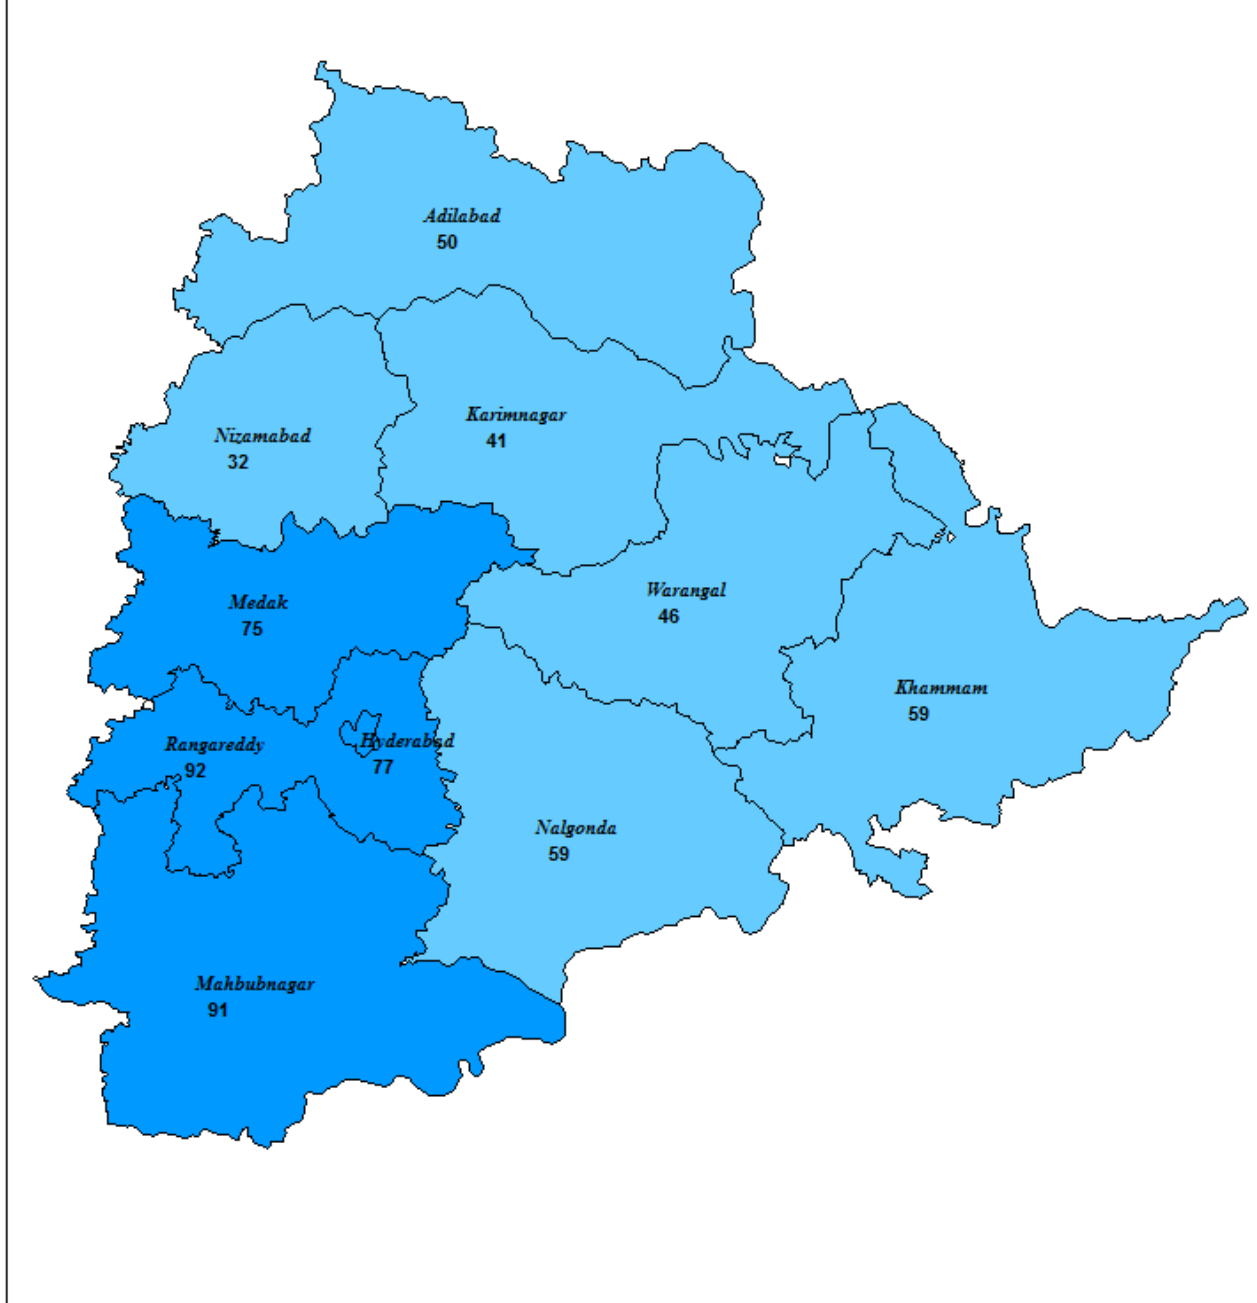 Adilabad
50
Karimnagar
41
Nizamabad
32
Warangal
46
Medak
75
Khammam
59
Rangareddy
92
Hyderabad
77
Nalgonda
59
Mahbubnagar
91